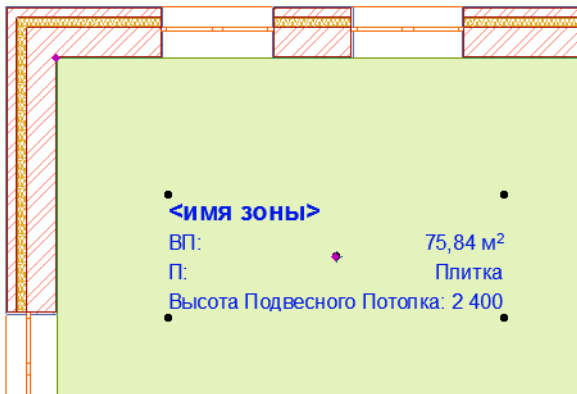 <имя зоны>
ВП: 75,84 м²
П: Плитка
Высота Подвесного Потолка: 2 400